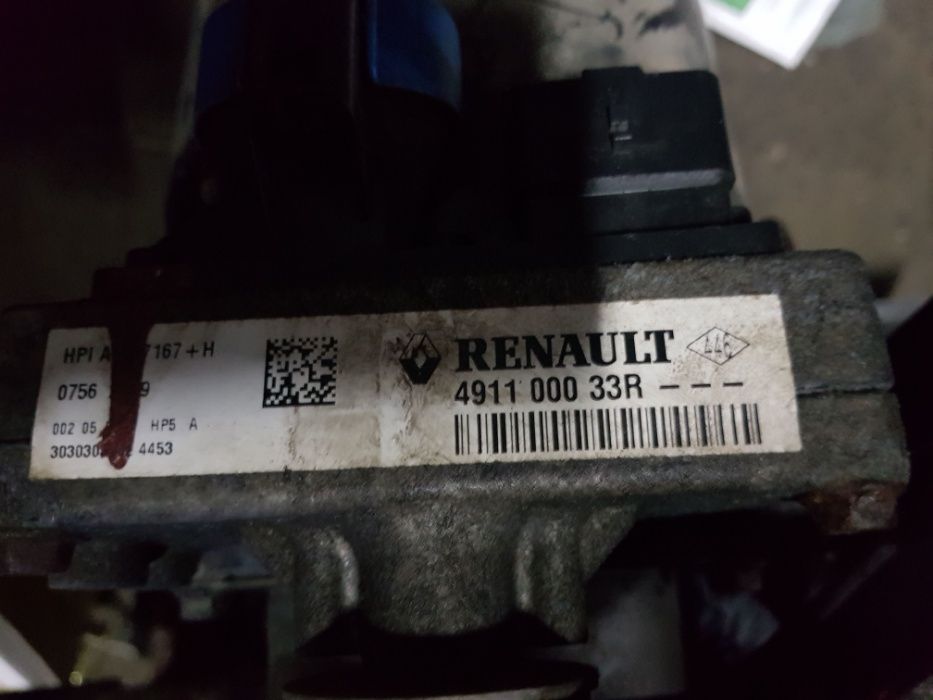 HPI A 7167+H
0756 9
002 05 HP5 A
303030 4453
RENAULT 446
4911 000 33R ---